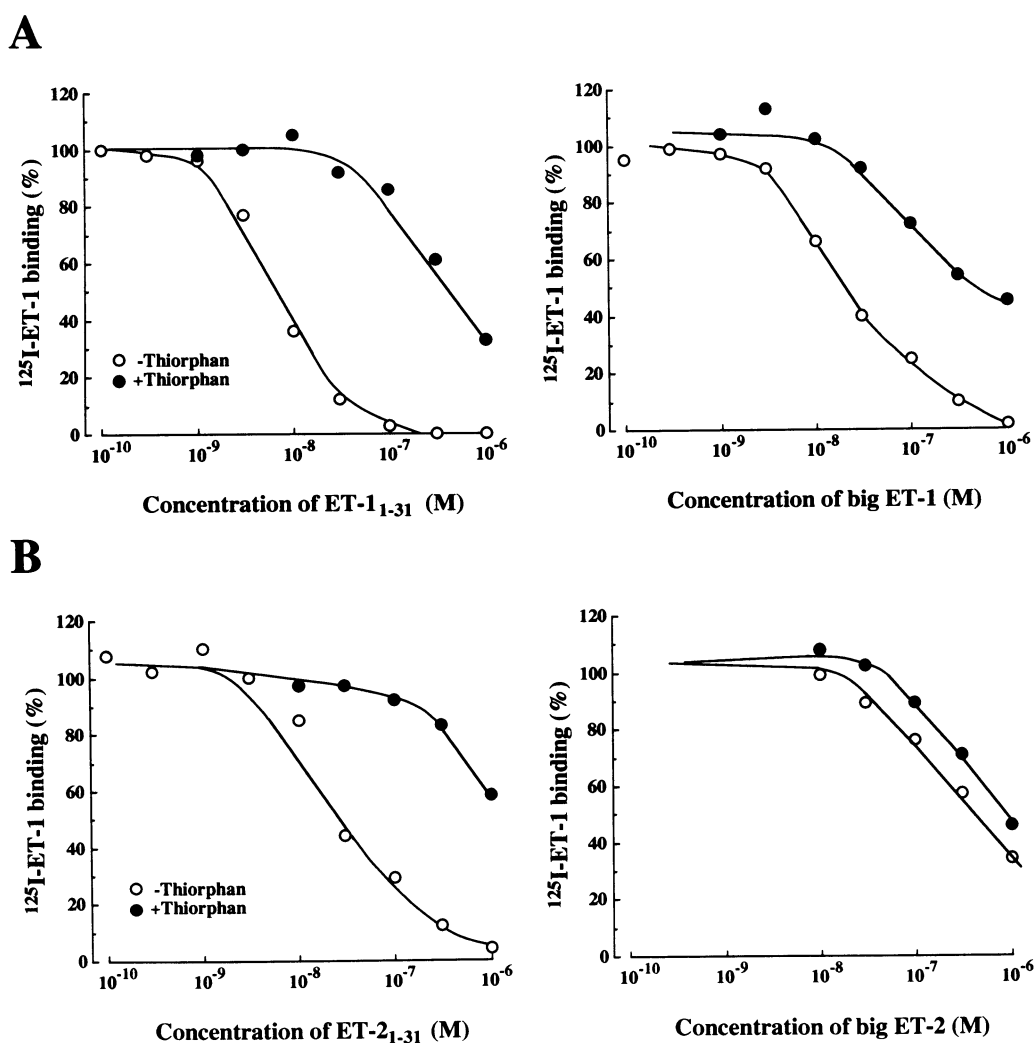 A
120
100
80
60
40
20
0
¹²⁵I-ET-1 binding (%)
-Thiorphan
+Thiorphan
10⁻¹⁰ 10⁻⁹ 10⁻⁸ 10⁻⁷ 10⁻⁶
Concentration of ET-1₁₋₃₁ (M)
120
100
80
60
40
20
0
¹²⁵I-ET-1 binding (%)
10⁻¹⁰ 10⁻⁹ 10⁻⁸ 10⁻⁷ 10⁻⁶
Concentration of big ET-1 (M)
B
120
100
80
60
40
20
0
¹²⁵I-ET-1 binding (%)
-Thiorphan
+Thiorphan
10⁻¹⁰ 10⁻⁹ 10⁻⁸ 10⁻⁷ 10⁻⁶
Concentration of ET-2₁₋₃₁ (M)
120
100
80
60
40
20
0
¹²⁵I-ET-1 binding (%)
10⁻¹⁰ 10⁻⁹ 10⁻⁸ 10⁻⁷ 10⁻⁶
Concentration of big ET-2 (M)